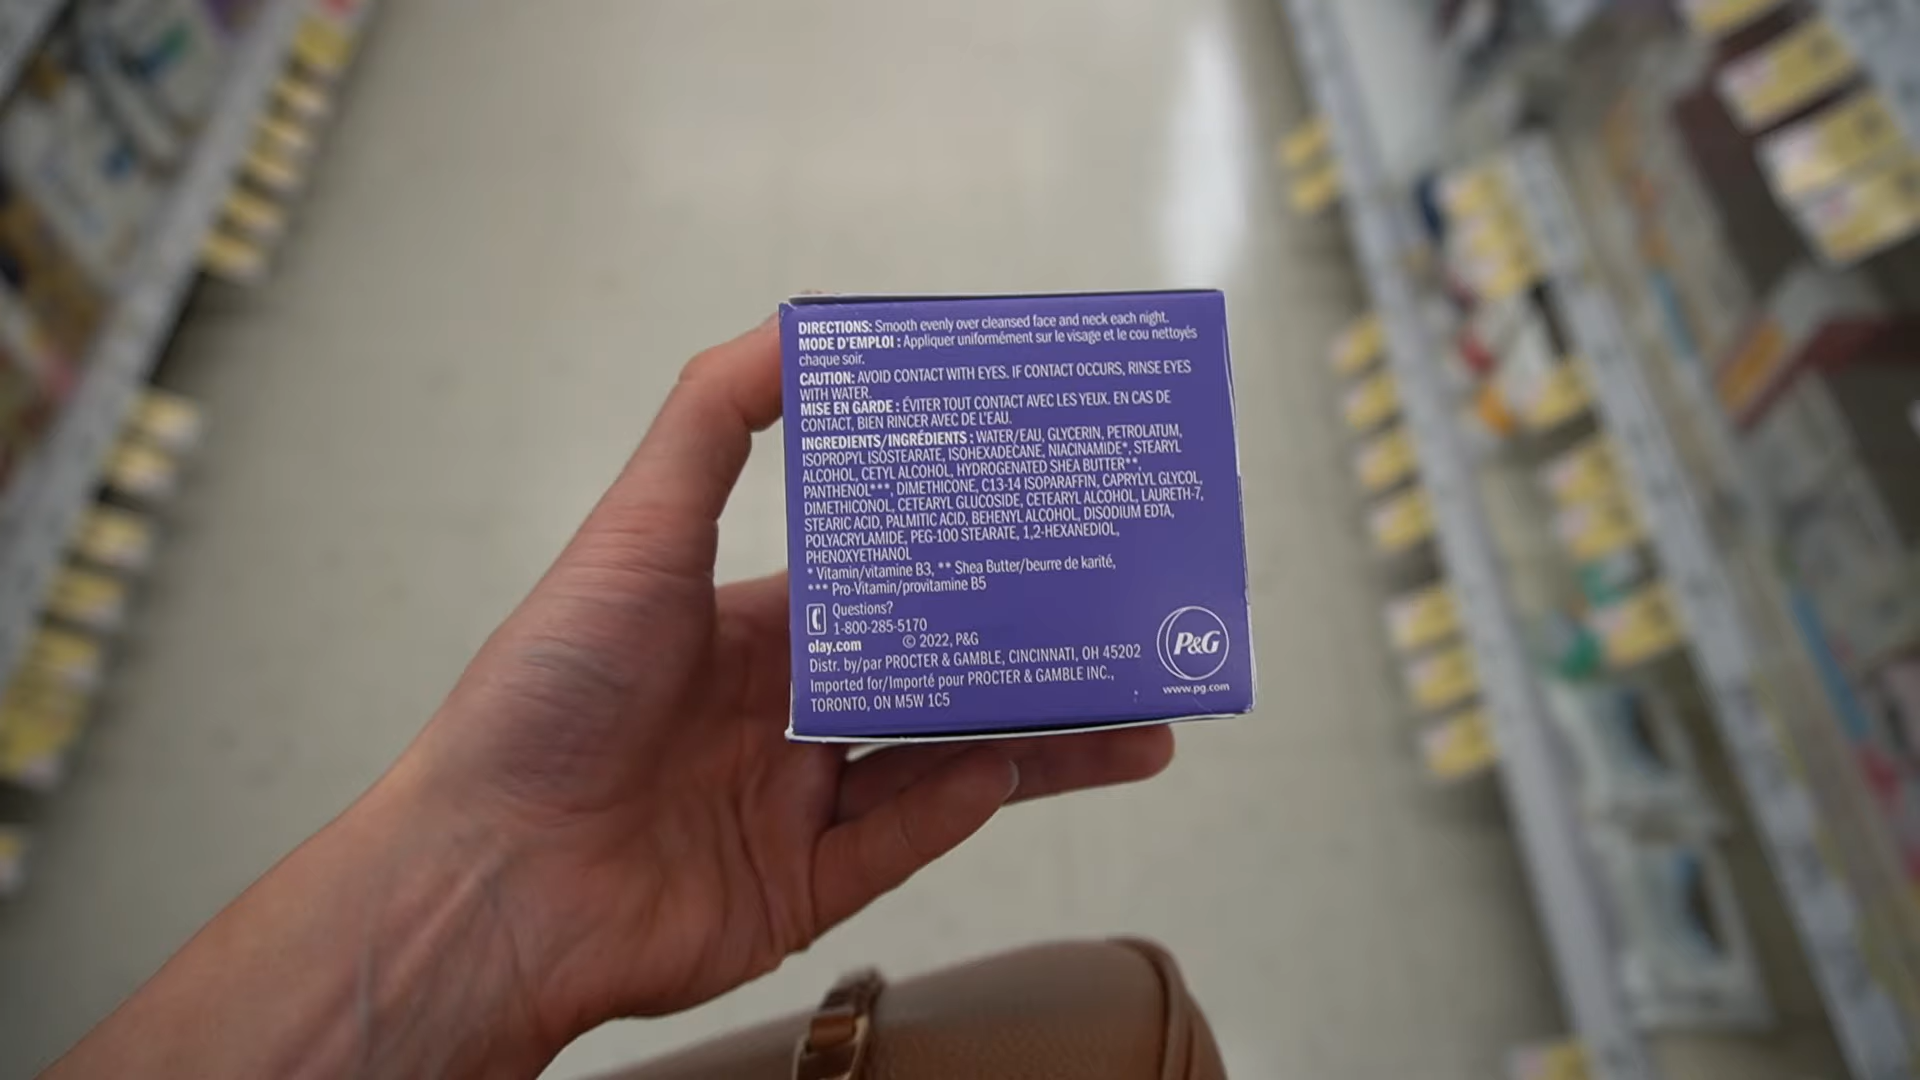 DIRECTIONS: Smooth evenly over cleansed face and neck each night.
MODE D'EMPLOI : Appliquer uniformément sur le visage et le cou nettoyés
chaque soir.
CAUTION: AVOID CONTACT WITH EYES. IF CONTACT OCCURS, RINSE EYES
WITH WATER.
MISE EN GARDE : ÉVITER TOUT CONTACT AVEC LES YEUX. EN CAS DE
CONTACT, BIEN RINCER AVEC DE L'EAU.
INGREDIENTS/INGRÉDIENTS : WATER/EAU, GLYCERIN, PETROLATUM,
ISOPROPYL ISOSTEARATE, ISOHEXADECANE, NIACINAMIDE*, STEARYL
ALCOHOL, CETYL ALCOHOL, HYDROGENATED SHEA BUTTER**,
PANTHENOL***, DIMETHICONE, C13-14 ISOPARAFFIN, CAPRYLYL GLYCOL,
DIMETHICONOL, CETEARYL GLUCOSIDE, CETEARYL ALCOHOL, LAURETH-7,
STEARIC ACID, PALMITIC ACID, BEHENYL ALCOHOL, DISODIUM EDTA,
POLYACRYLAMIDE, PEG-100 STEARATE, 1,2-HEXANEDIOL,
PHENOXYETHANOL
* Vitamin/vitamine B3, ** Shea Butter/beurre de karité,
*** Pro-Vitamin/provitamine B5
Questions?
1-800-285-5170
olay.com © 2022, P&G
Distr. by/par PROCTER & GAMBLE, CINCINNATI, OH 45202
Imported for/Importé pour PROCTER & GAMBLE INC.,
TORONTO, ON M5W 1C5
P&G
www.pg.com